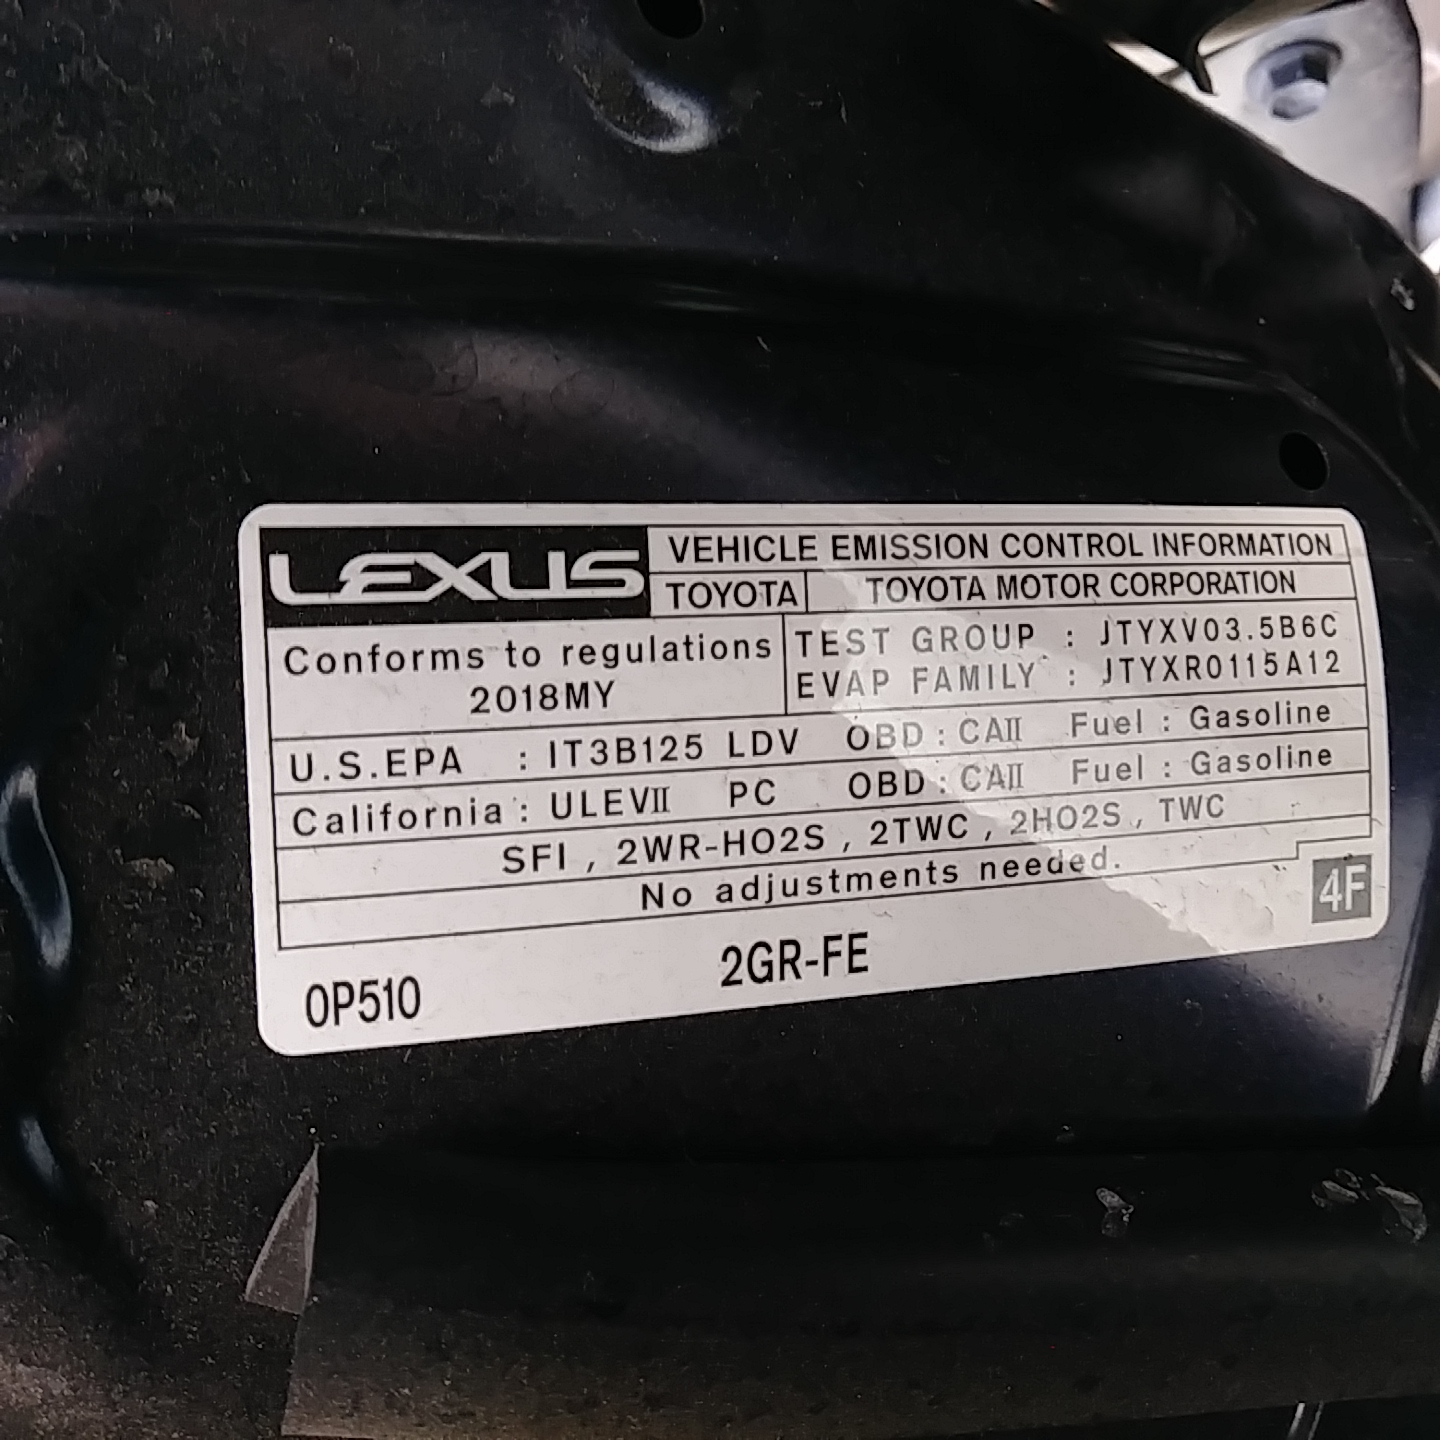 LEXUS
VEHICLE EMISSION CONTROL INFORMATION
TOYOTA TOYOTA MOTOR CORPORATION
Conforms to regulations
2018MY
TEST GROUP : JTYXV03.5B6C
EVAP FAMILY : JTYXR0115A12
U.S.EPA : IT3B125 LDV OBD : CAII Fuel : Gasoline
California : ULEVII PC OBD : CAII Fuel : Gasoline
SFI , 2WR-HO2S , 2TWC , 2HO2S , TWC
No adjustments needed.
4F
0P510 2GR-FE